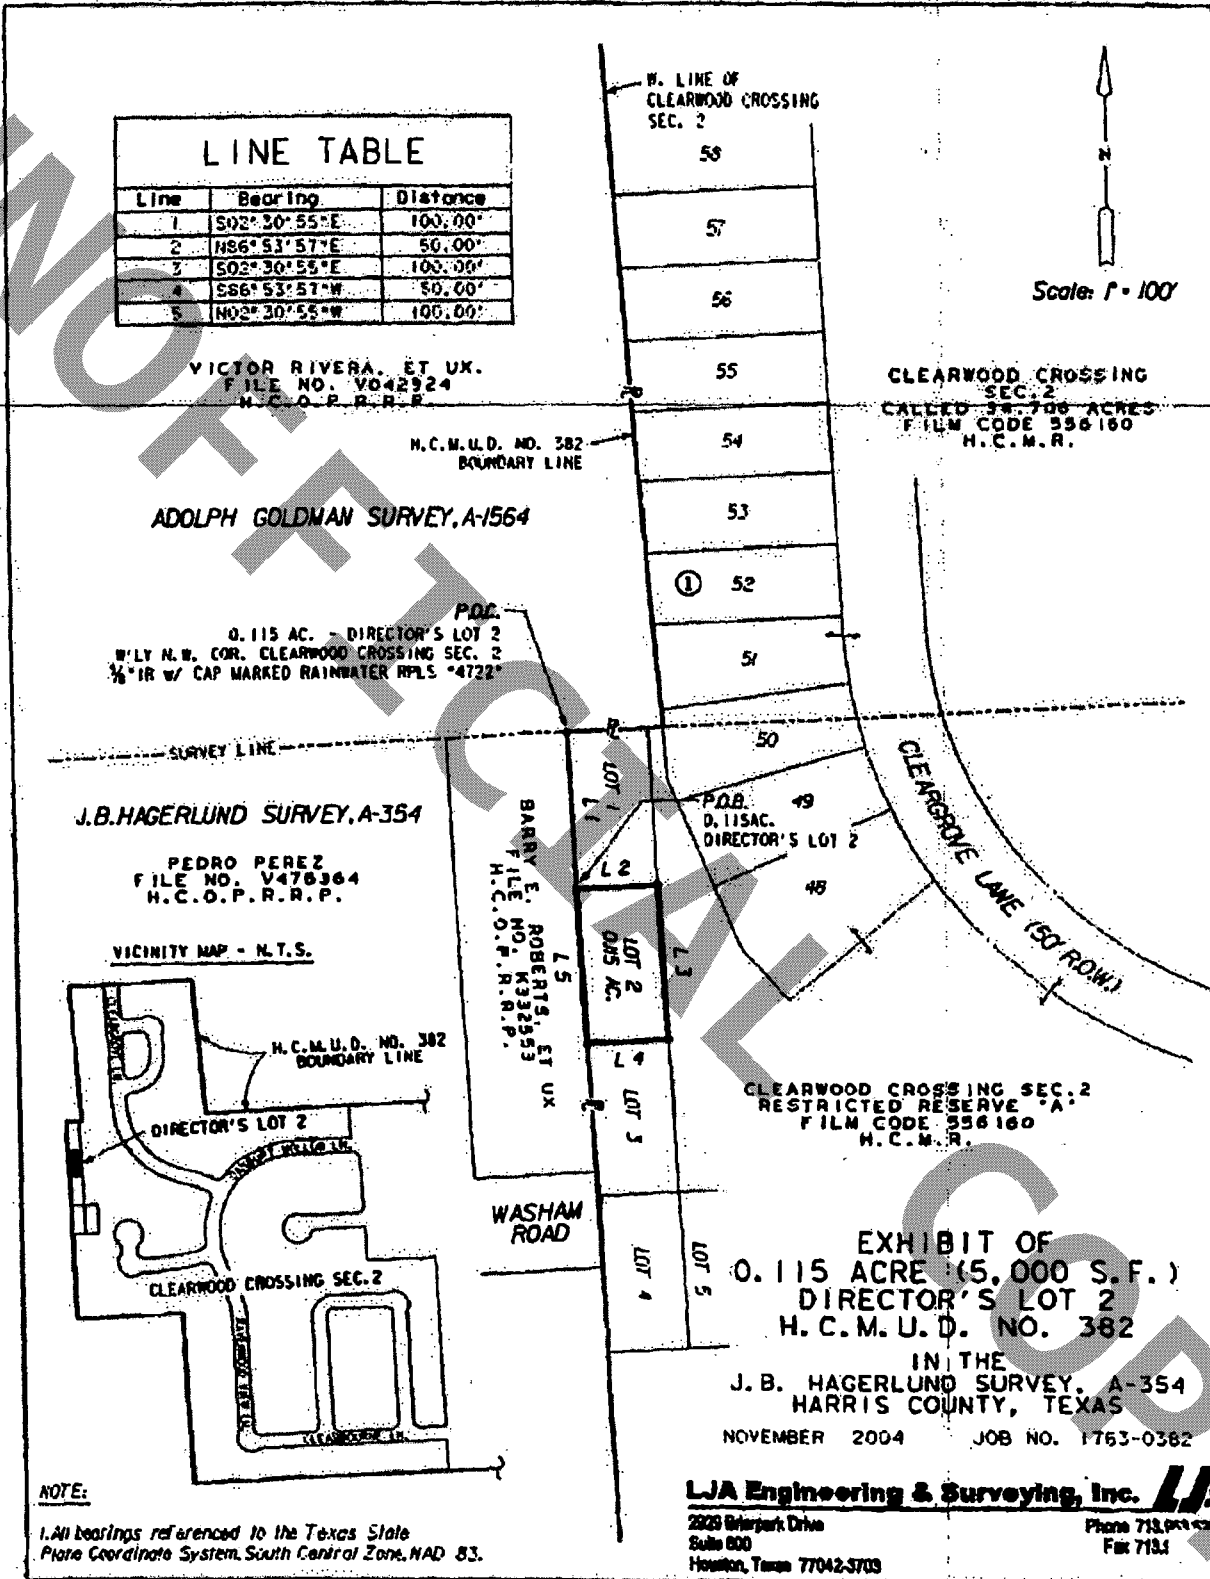 W. LINE OF
CLEARWOOD CROSSING
SEC. 2
LINE TABLE
Line Bearing Distance
1 S02°30'55"E 100.00'
2 N86°53'57"E 50.00'
3 S02°30'55"E 100.00'
4 S86°53'57"W 50.00'
5 N02°30'55"W 100.00'
58
57
56
55
54
53
① 52
51
50
49
48
N
Scale: 1" = 100'
VICTOR RIVERA, ET UX.
FILE NO. V042924
H.C.O.P.R.R.P.
CLEARWOOD CROSSING
SEC. 2
CALLED 34.706 ACRES
FILM CODE 556160
H.C.M.R.
H.C.M.U.D. NO. 382
BOUNDARY LINE
ADOLPH GOLDMAN SURVEY, A-1564
P.O.C.
0.115 AC. - DIRECTOR'S LOT 2
W'LY N.W. COR. CLEARWOOD CROSSING SEC. 2
5/8" IR W/ CAP MARKED RAINWATER RPLS "4722"
SURVEY LINE
J.B. HAGERLUND SURVEY, A-354
PEDRO PEREZ
FILE NO. V476364
H.C.O.P.R.R.P.
LOT 1
L 1
P.O.B.
0.115AC.
DIRECTOR'S LOT 2
L 2
BARRY E. ROBERTS, ET UX
FILE NO. K332553
H.C.O.P.R.R.P.
L 5
LOT 2
0.115 AC.
L 3
L 4
LOT 3
LOT 4
LOT 5
CLEARGROVE LANE (50' R.O.W.)
WASHAM
ROAD
CLEARWOOD CROSSING SEC. 2
RESTRICTED RESERVE "A"
FILM CODE 556160
H.C.M.R.
VICINITY MAP - N.T.S.
H.C.M.U.D. NO. 382
BOUNDARY LINE
DIRECTOR'S LOT 2
CLEARWOOD CROSSING SEC. 2
EXHIBIT OF
0.115 ACRE (5,000 S.F.)
DIRECTOR'S LOT 2
H.C.M.U.D. NO. 382
IN THE
J.B. HAGERLUND SURVEY, A-354
HARRIS COUNTY, TEXAS
NOVEMBER 2004 JOB NO. 1763-0382
NOTE:
1. All bearings referenced to the Texas State
Plane Coordinate System, South Central Zone, NAD 83.
LJA Engineering & Surveying, Inc.
2929 Briarpark Drive
Suite 600
Houston, Texas 77042-3703
Phone 713.
Fax 713.
UNOFFICIAL COPY